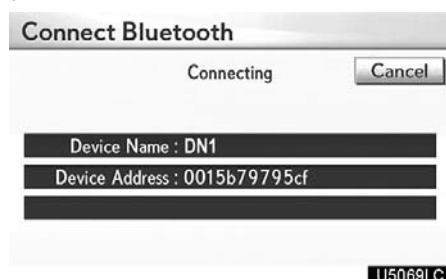 Connect Bluetooth
Connecting
Cancel
Device Name : DN1
Device Address : 0015b79795cf
U5069LC